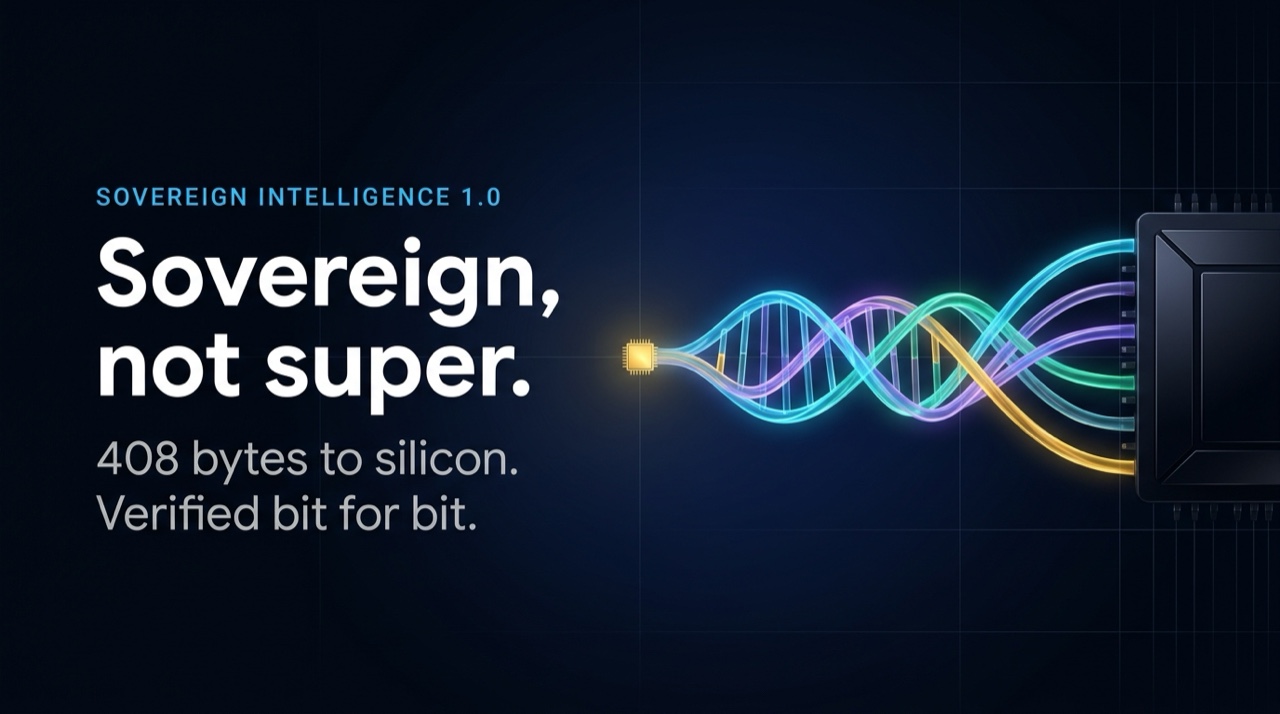 SOVEREIGN INTELLIGENCE 1.0
Sovereign,
not super.
408 bytes to silicon.
Verified bit for bit.